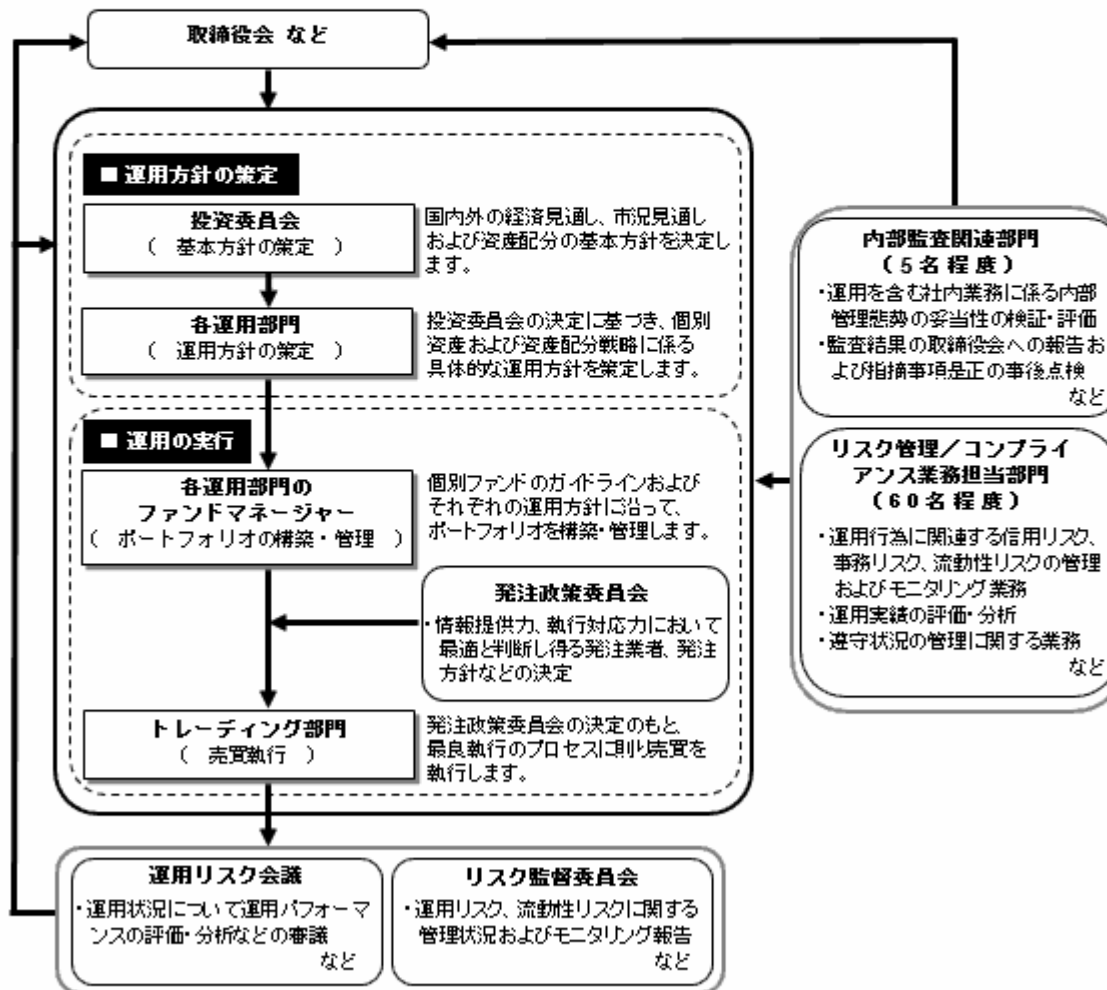 取締役会 など
■ 運用方針の策定
投資委員会
( 基本方針の策定 )
国内外の経済見通し、市況見通し
および資産配分の基本方針を決定し
ます。
各運用部門
( 運用方針の策定 )
投資委員会の決定に基づき、個別
資産および資産配分戦略に係る
具体的な運用方針を策定します。
■ 運用の実行
各運用部門の
ファンドマネージャー
( ポートフォリオの構築・管理 )
個別ファンドのガイドラインおよび
それぞれの運用方針に沿って、
ポートフォリオを構築・管理します。
発注政策委員会
・情報提供力、執行対応力において
最適と判断し得る発注業者、発注
方針などの決定
トレーディング部門
( 売買執行 )
発注政策委員会の決定のもと、
最良執行のプロセスに則り売買を
執行します。
運用リスク会議
・運用状況について運用パフォーマ
ンスの評価・分析などの審議
など
リスク監督委員会
・運用リスク、流動性リスクに関する
管理状況およびモニタリング報告
など
内部監査関連部門
(5名程度)
・運用を含む社内業務に係る内部
管理態勢の妥当性の検証・評価
・監査結果の取締役会への報告お
よび指摘事項是正の事後点検
など
リスク管理/コンプライ
アンス業務担当部門
(60名程度)
・運用行為に関連する信用リスク、
事務リスク、流動性リスクの管理
およびモニタリング業務
・運用実績の評価・分析
・遵守状況の管理に関する業務
など